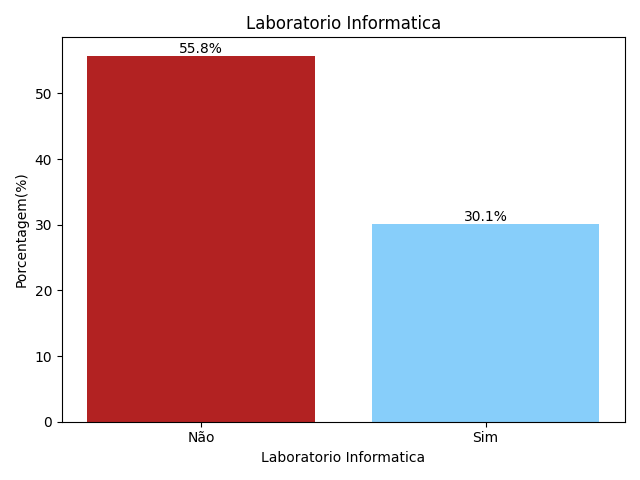 Laboratorio Informatica
55.8%
30.1%
Porcentagem(%)
50
40
30
20
10
0
Não
Sim
Laboratorio Informatica